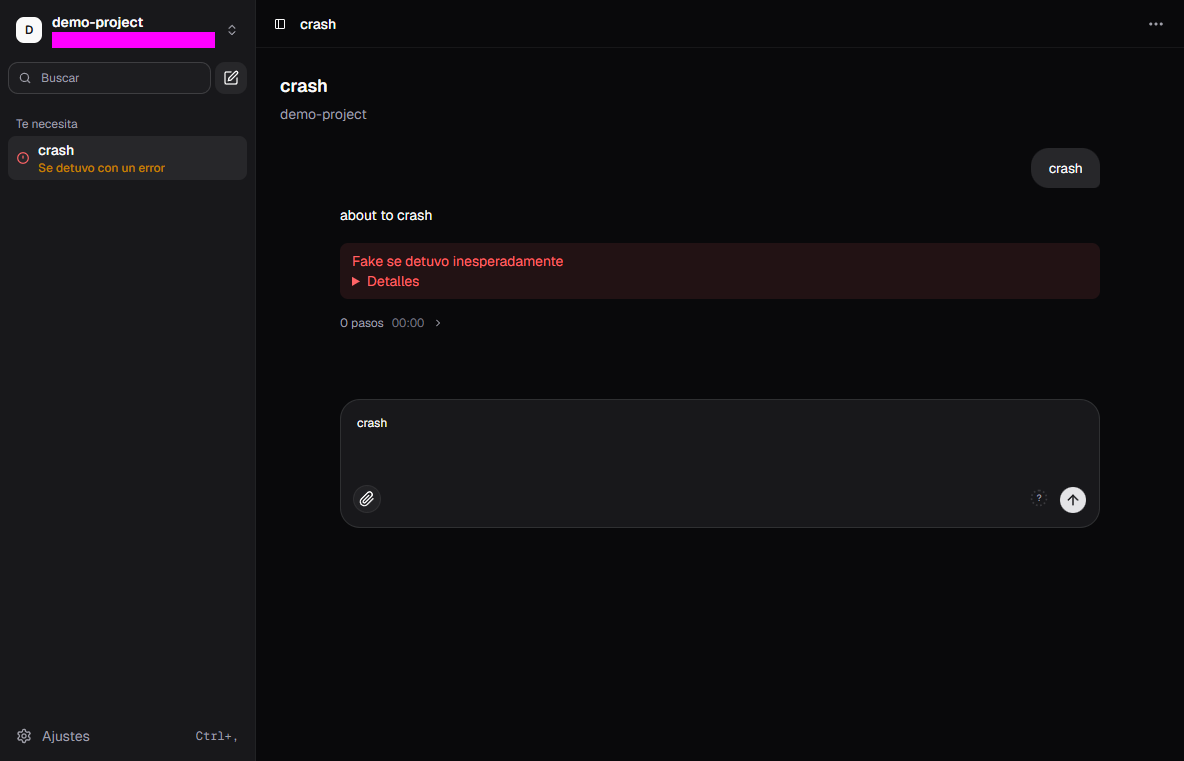 D
demo-project
Buscar
Te necesita
crash
Se detuvo con un error
Ajustes
Ctrl+,
crash
crash
demo-project
crash
about to crash
Fake se detuvo inesperadamente
Detalles
0 pasos 00:00
crash
?